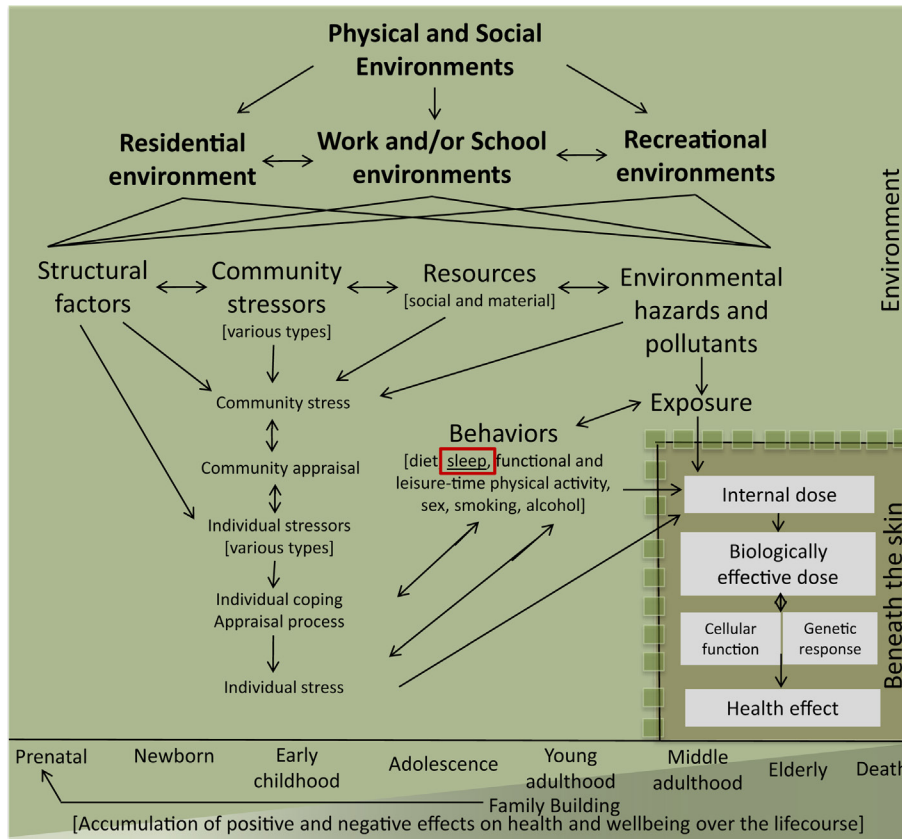 Physical and Social
Environments
Residential
environment
Work and/or School
environments
Recreational
environments
Environment
Structural
factors
Community
stressors
[various types]
Resources
[social and material]
Environmental
hazards and
pollutants
Community stress
Exposure
Behaviors
[diet sleep, functional and
leisure-time physical activity,
sex, smoking, alcohol]
Community appraisal
Individual stressors
[various types]
Individual coping
Appraisal process
Individual stress
Internal dose
Biologically
effective dose
Cellular
function
Genetic
response
Health effect
Beneath the skin
Prenatal
Newborn
Early
childhood
Adolescence
Young
adulthood
Middle
adulthood
Elderly
Death
Family Building
[Accumulation of positive and negative effects on health and wellbeing over the lifecourse]